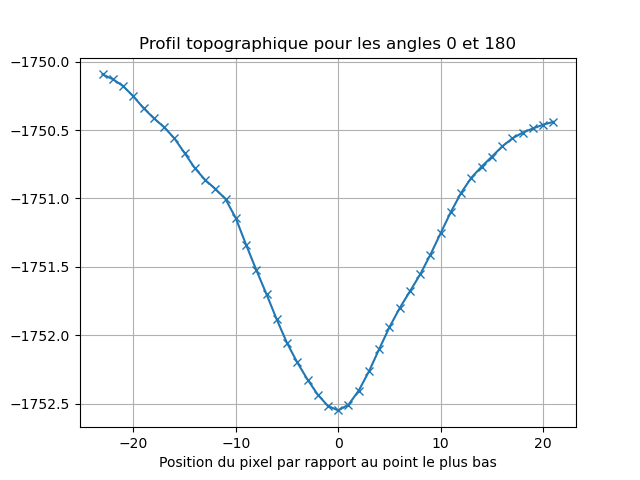 Profil topographique pour les angles 0 et 180
−1750.0
−1750.5
−1751.0
−1751.5
−1752.0
−1752.5
−20 −10 0 10 20
Position du pixel par rapport au point le plus bas